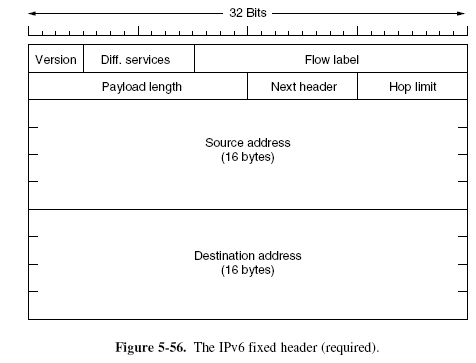 32 Bits
Version Diff. services Flow label
Payload length Next header Hop limit
Source address
(16 bytes)
Destination address
(16 bytes)
Figure 5-56. The IPv6 fixed header (required).